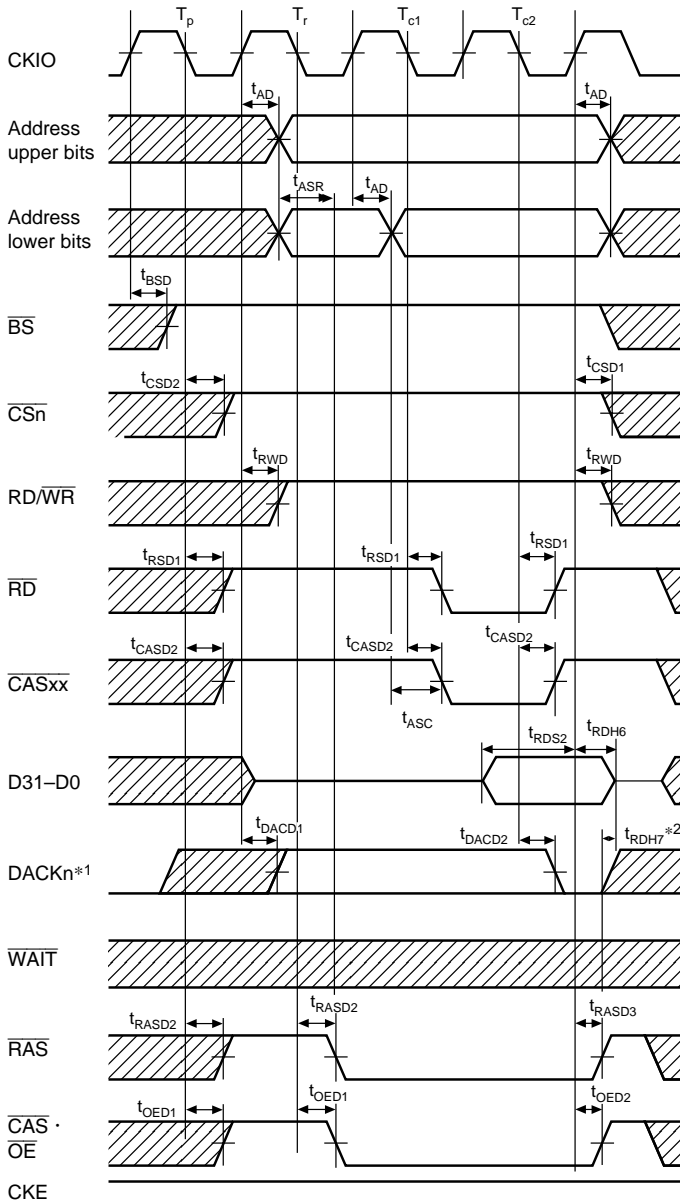 Tp Tr Tc1 Tc2
CKIO
tAD tAD
Address
upper bits
tASR tAD
Address
lower bits
tBSD
BS
tCSD2 tCSD1
CSn
tRWD tRWD
RD/WR
tRSD1 tRSD1 tRSD1
RD
tCASD2 tCASD2 tCASD2
CASxx
tASC
tRDS2 tRDH6
D31–D0
tDACD1 tDACD2 tRDH7*2
DACKn*1
WAIT
tRASD2 tRASD2 tRASD3
RAS
tOED1 tOED1 tOED2
CAS ·
OE
CKE